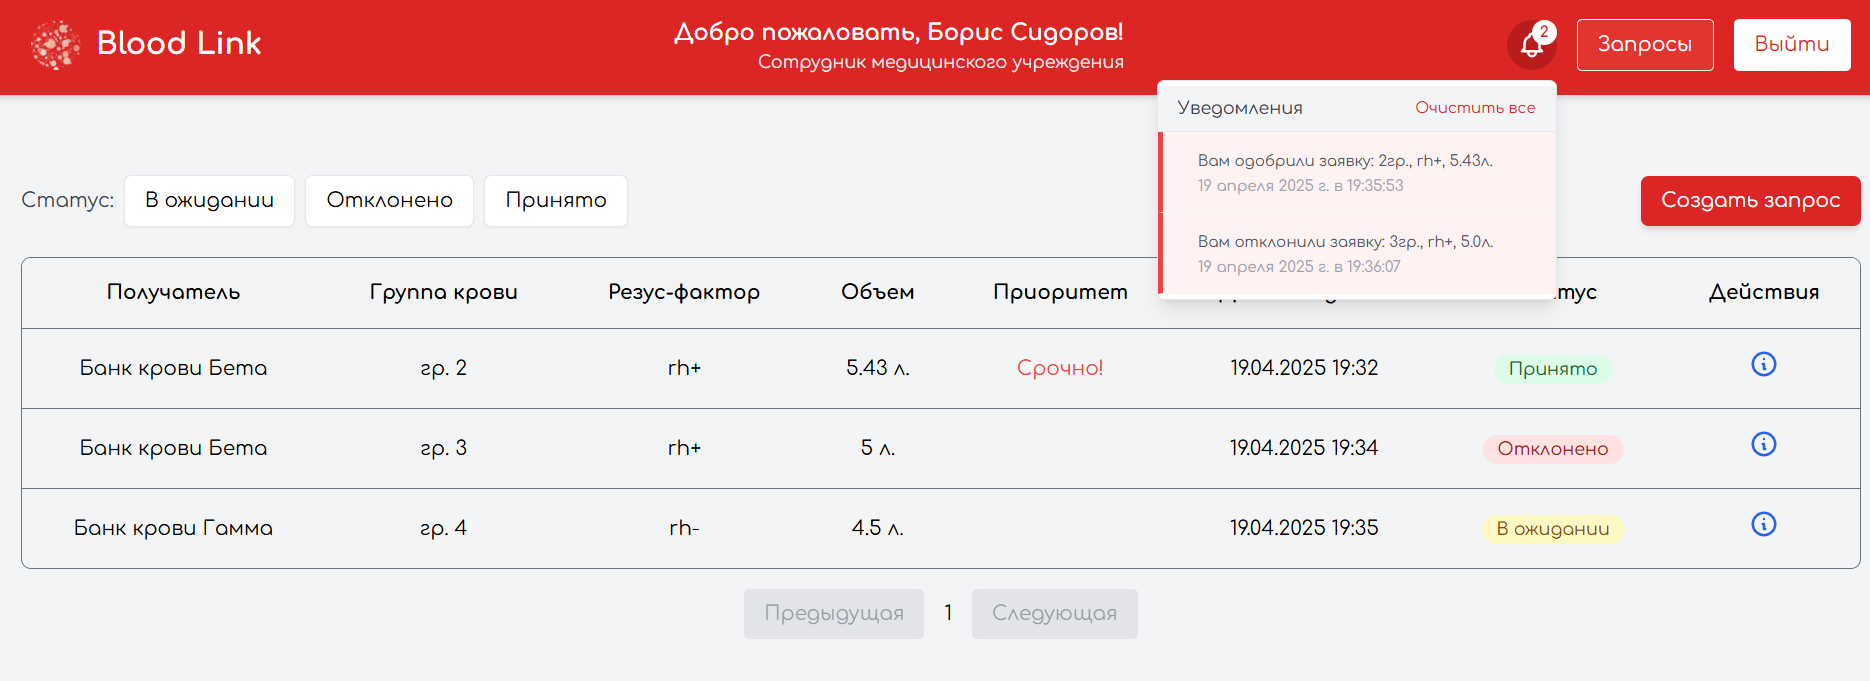 Blood Link
Добро пожаловать, Борис Сидоров!
Сотрудник медицинского учреждения
2
Запросы
Выйти
Уведомления
Очистить все
Вам одобрили заявку: 2гр., rh+, 5.43л.
19 апреля 2025 г. в 19:35:53
Вам отклонили заявку: 3гр., rh+, 5.0л.
19 апреля 2025 г. в 19:36:07
Статус: В ожидании Отклонено Принято
Создать запрос
Получатель Группа крови Резус-фактор Объем Приоритет Действия
Банк крови Бета гр. 2 rh+ 5.43 л. Срочно! 19.04.2025 19:32 Принято
Банк крови Бета гр. 3 rh+ 5 л. 19.04.2025 19:34 Отклонено
Банк крови Гамма гр. 4 rh- 4.5 л. 19.04.2025 19:35 В ожидании
Предыдущая 1 Следующая